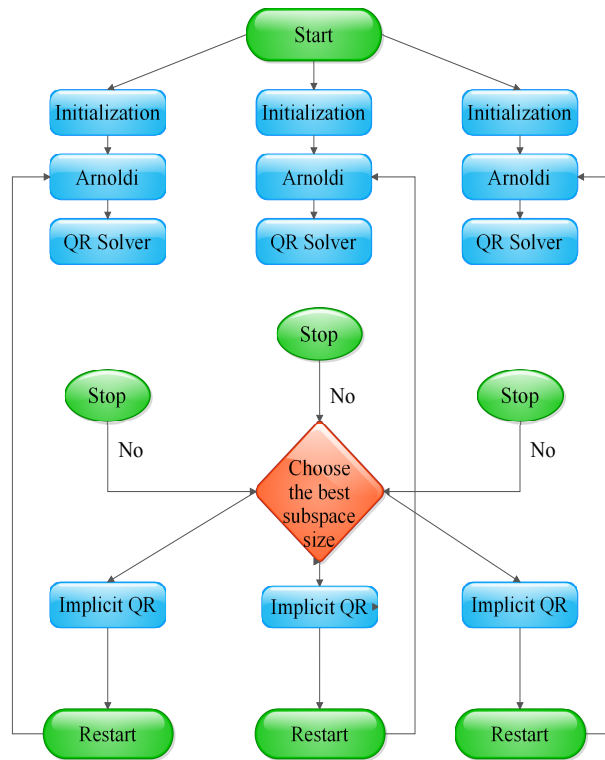 Start
Initialization
Initialization
Initialization
Arnoldi
Arnoldi
Arnoldi
QR Solver
QR Solver
QR Solver
Stop
Stop
Stop
No
No
No
Choose
the best
subspace
size
Implicit QR
Implicit QR
Implicit QR
Restart
Restart
Restart